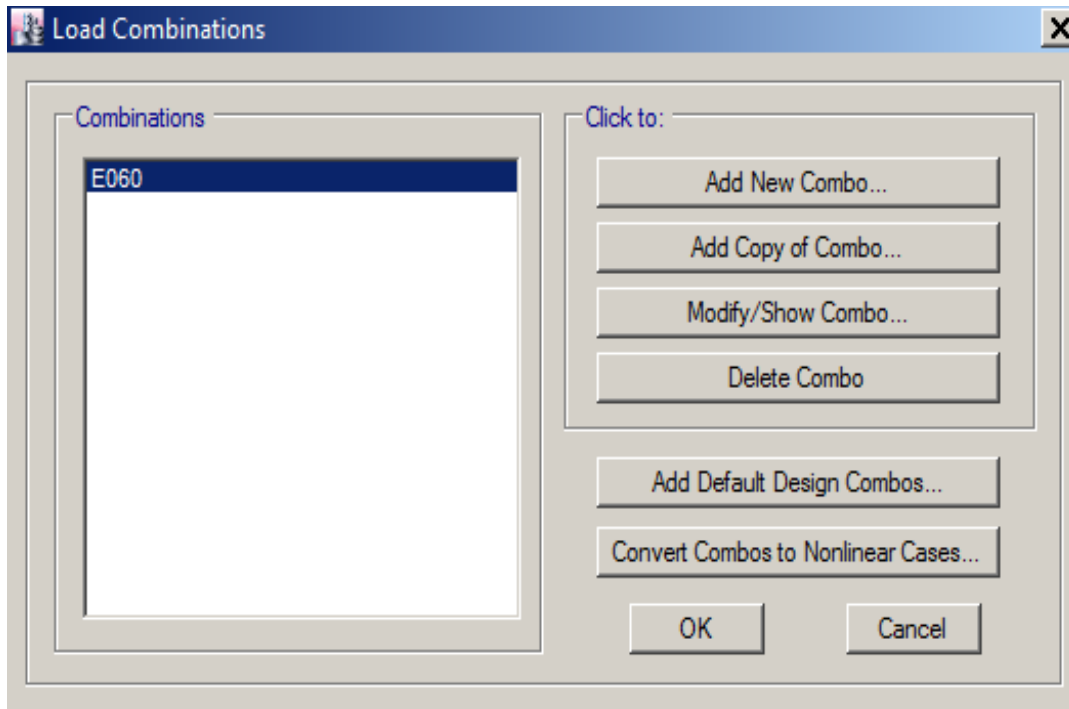 Load Combinations
Combinations
E060
Click to:
Add New Combo...
Add Copy of Combo...
Modify/Show Combo...
Delete Combo
Add Default Design Combos...
Convert Combos to Nonlinear Cases...
OK
Cancel